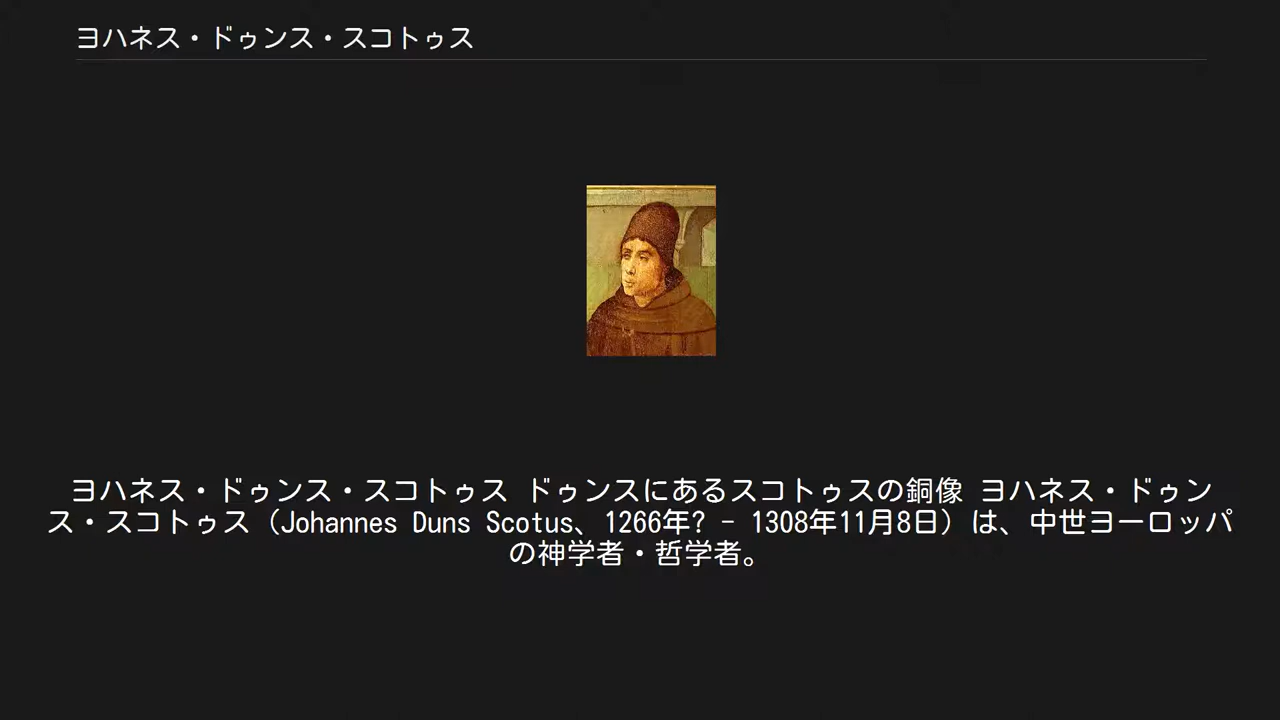 ヨハネス・ドゥンス・スコトゥス
ヨハネス・ドゥンス・スコトゥス ドゥンスにあるスコトゥスの銅像 ヨハネス・ドゥン
ス・スコトゥス（Johannes Duns Scotus、1266年? - 1308年11月8日）は、中世ヨーロッパ
の神学者・哲学者。